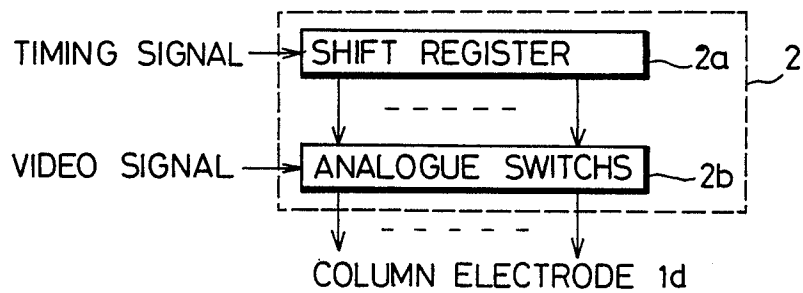 TIMING SIGNAL
SHIFT REGISTER
2a
2
VIDEO SIGNAL
ANALOGUE SWITCHS
2b
COLUMN ELECTRODE 1d